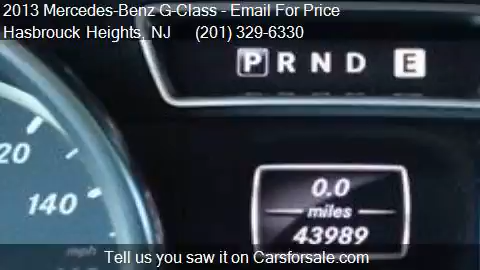 2013 Mercedes-Benz G-Class - Email For Price
Hasbrouck Heights, NJ (201) 329-6330
P R N D E
20
140
mph
0.0
miles
43989
Tell us you saw it on Carsforsale.com